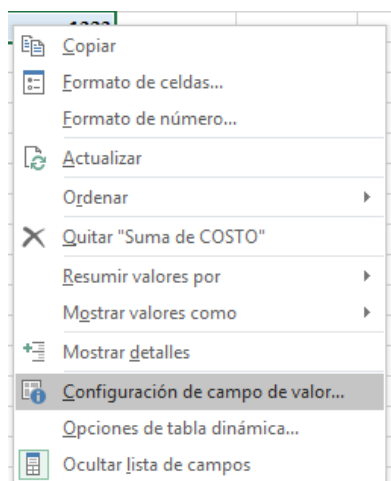 Copiar
Formato de celdas...
Formato de número...
Actualizar
Ordenar
Quitar "Suma de COSTO"
Resumir valores por
Mostrar valores como
Mostrar detalles
Configuración de campo de valor...
Opciones de tabla dinámica...
Ocultar lista de campos